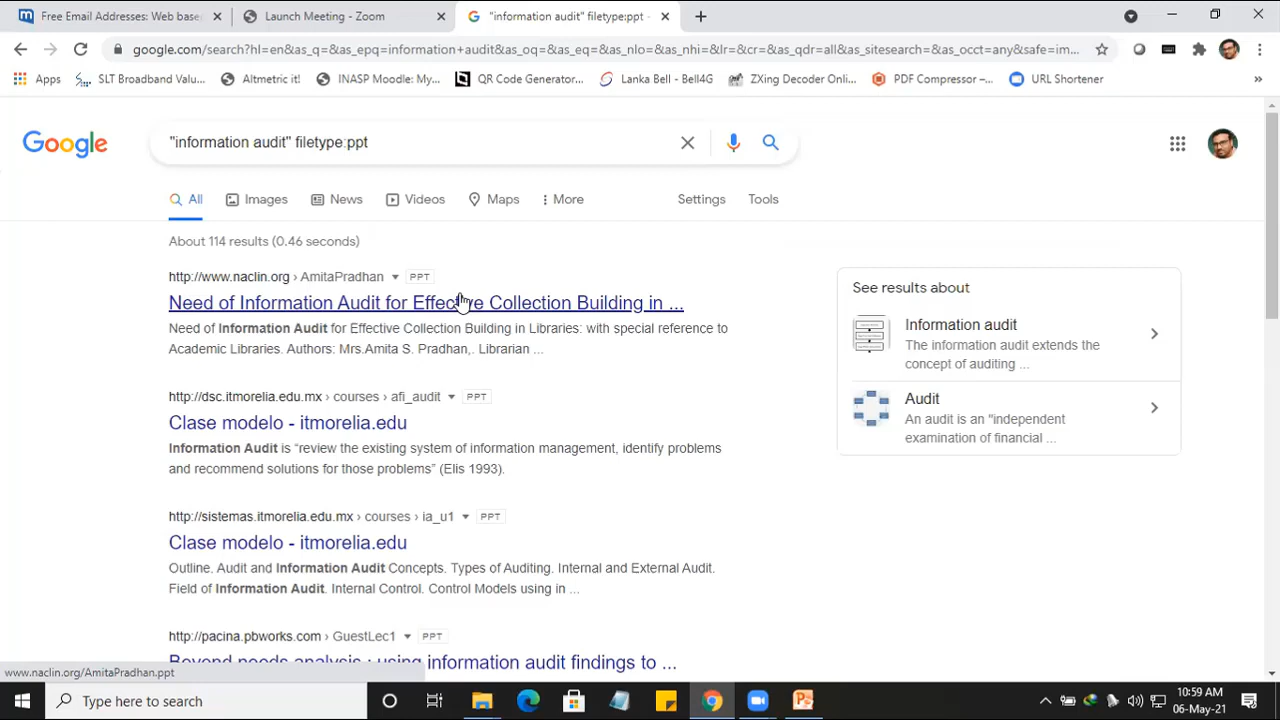 Free Email Addresses: Web base
Launch Meeting - Zoom
"information audit" filetype:ppt -
google.com/search?hl=en&as_q=&as_epq=information+audit&as_oq=&as_eq=&as_nlo=&as_nhi=&lr=&cr=&as_qdr=all&as_sitesearch=&as_occt=any&safe=im...
Apps
SLT Broadband Valu...
Altmetric it!
INASP Moodle: My...
QR Code Generator...
Lanka Bell - Bell4G
ZXing Decoder Onli...
PDF Compressor –...
URL Shortener
»
Google
"information audit" filetype:ppt
All
Images
News
Videos
Maps
More
Settings
Tools
About 114 results (0.46 seconds)
http://www.naclin.org › AmitaPradhan PPT
Need of Information Audit for Effective Collection Building in ...
Need of Information Audit for Effective Collection Building in Libraries: with special reference to
Academic Libraries. Authors: Mrs.Amita S. Pradhan,. Librarian ...
http://dsc.itmorelia.edu.mx › courses › afi_audit PPT
Clase modelo - itmorelia.edu
Information Audit is “review the existing system of information management, identify problems
and recommend solutions for those problems” (Elis 1993).
http://sistemas.itmorelia.edu.mx › courses › ia_u1 PPT
Clase modelo - itmorelia.edu
Outline. Audit and Information Audit Concepts. Types of Auditing. Internal and External Audit.
Field of Information Audit. Internal Control. Control Models using in ...
http://pacina.pbworks.com › GuestLec1 PPT
Beyond needs analysis : using information audit findings to ...
See results about
Information audit
The information audit extends the
concept of auditing ...
Audit
An audit is an "independent
examination of financial ...
www.naclin.org/AmitaPradhan.ppt
Type here to search
10:59 AM
06-May-21